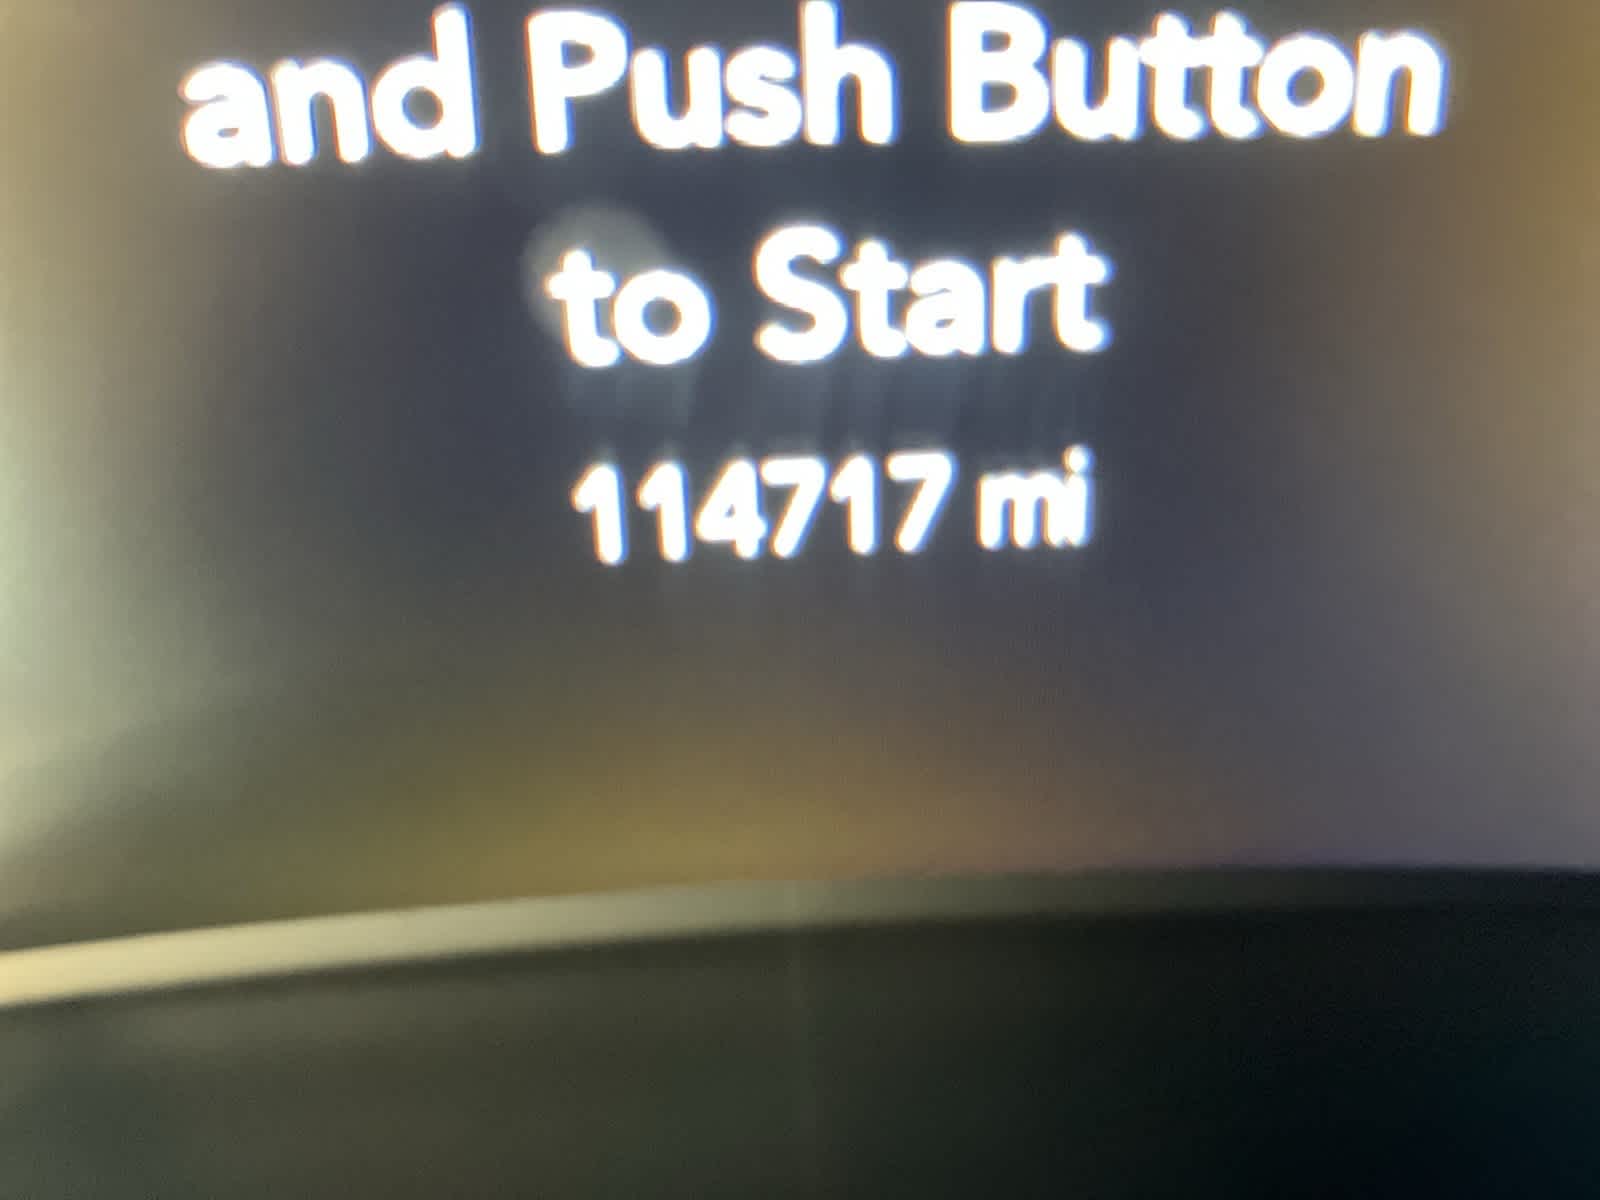 and Push Button
to Start
114717 mi